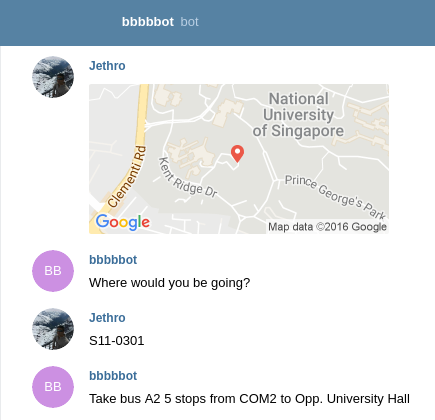 bbbbbot bot
Jethro
National
University
of Singapore
Clementi Rd
Kent Ridge Dr
Prince George's Park
Google
Map data ©2016 Google
BB
bbbbbot
Where would you be going?
Jethro
S11-0301
BB
bbbbbot
Take bus A2 5 stops from COM2 to Opp. University Hall